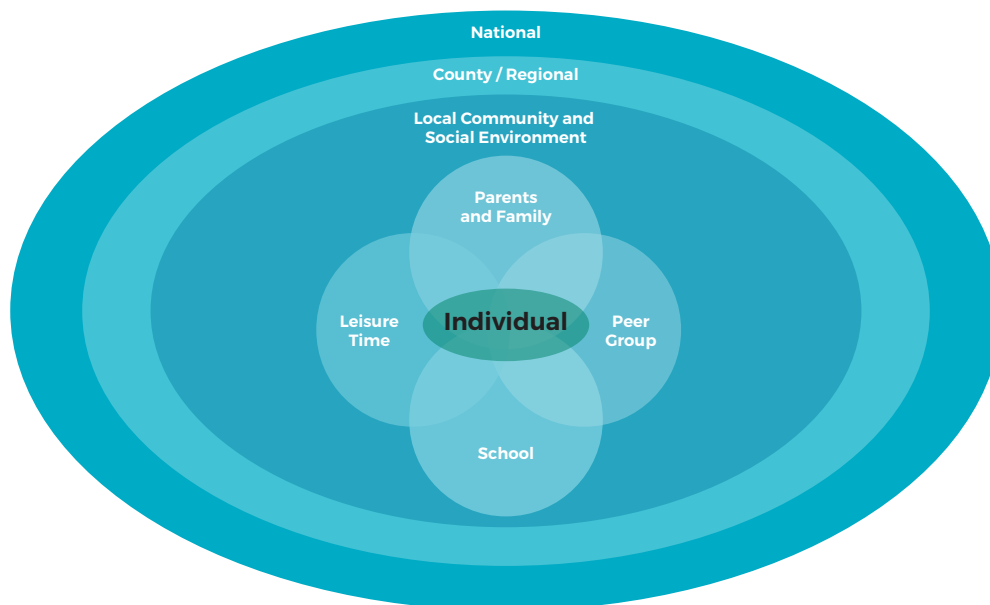 National
County / Regional
Local Community and
Social Environment
Parents
and Family
Leisure
Time
Individual
Peer
Group
School